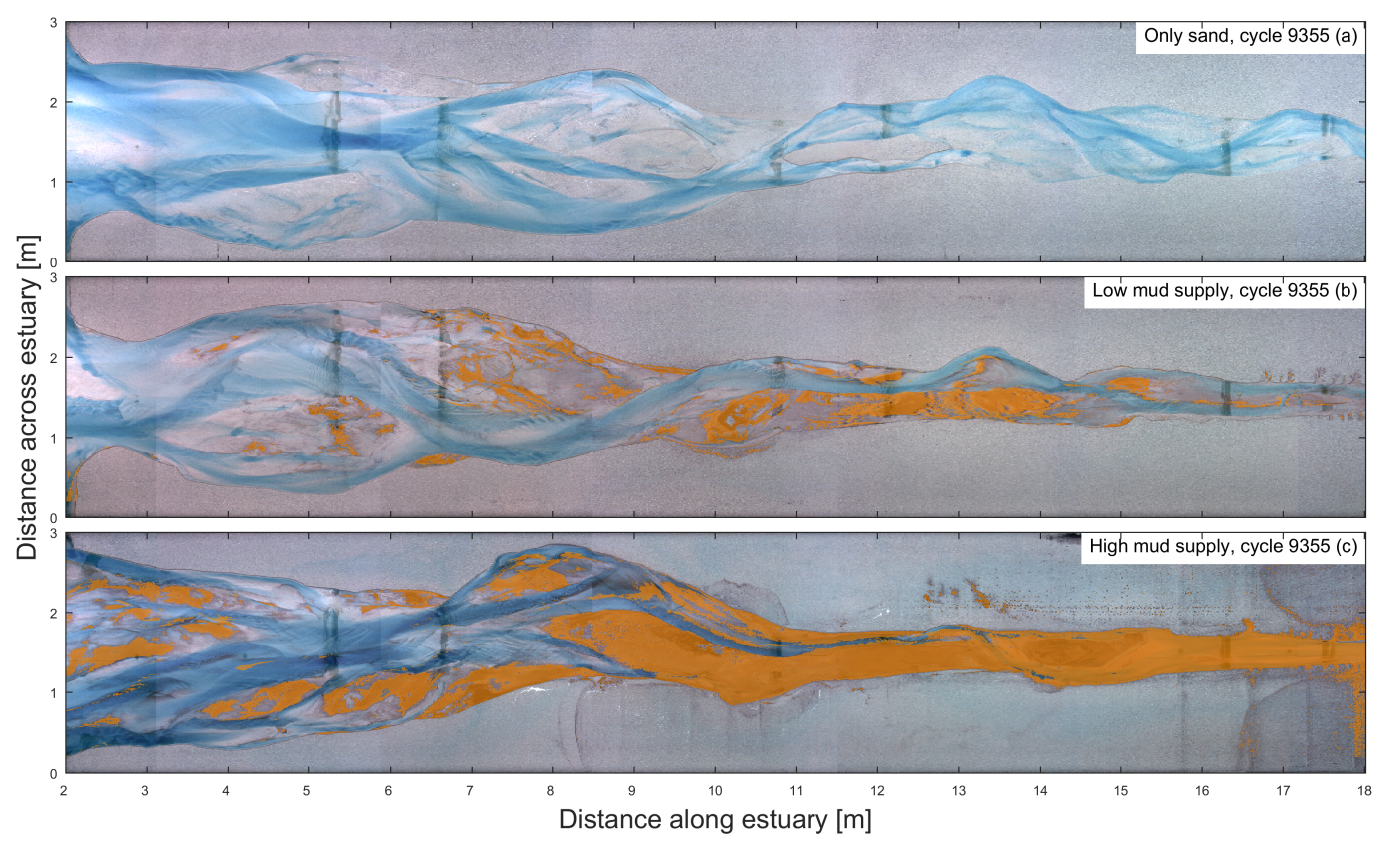 Only sand, cycle 9355 (a)
3
2
1
0
Low mud supply, cycle 9355 (b)
3
2
1
0
High mud supply, cycle 9355 (c)
3
2
1
0
Distance across estuary [m]
2 3 4 5 6 7 8 9 10 11 12 13 14 15 16 17 18
Distance along estuary [m]